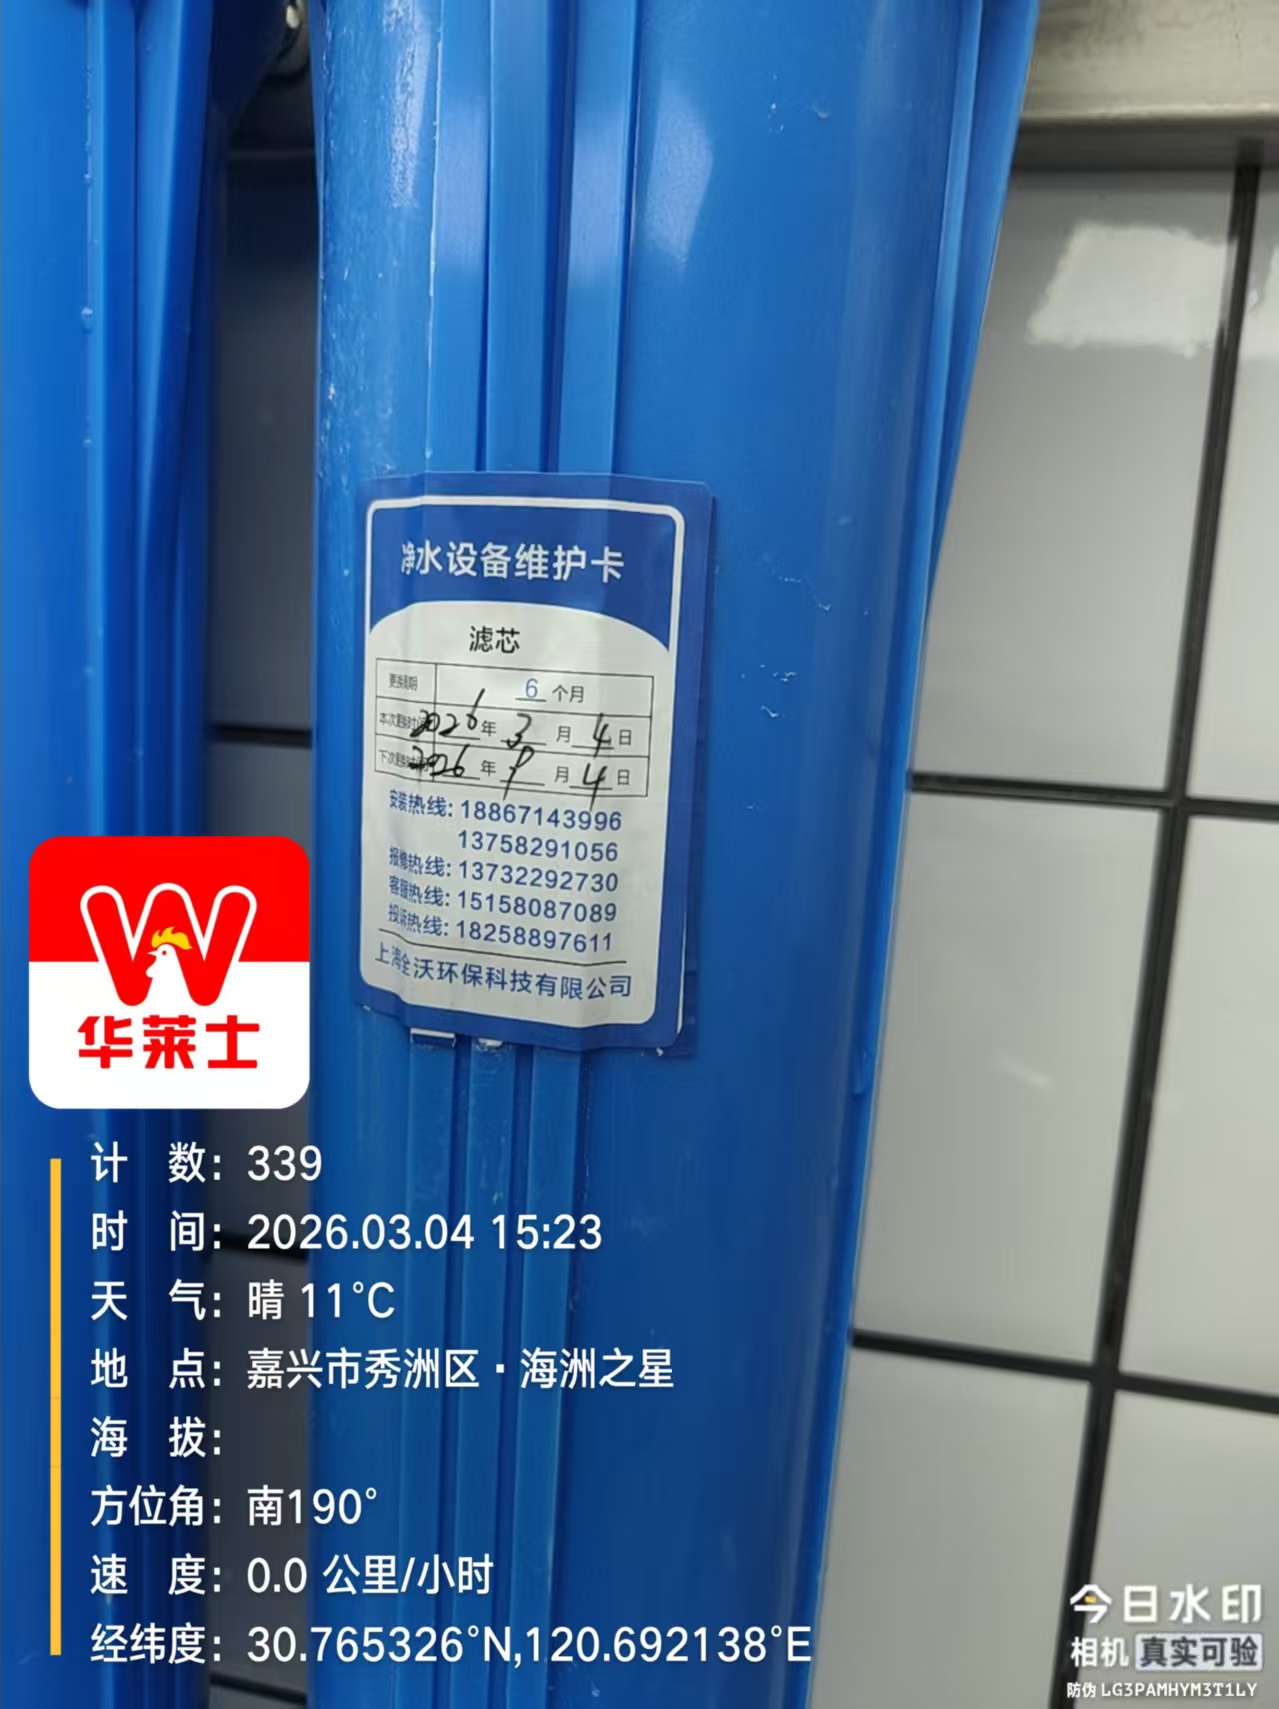 净水设备维护卡
滤芯
更换周期 6 个月
本次更换时间 2026 年 3 月 4 日
下次更换时间 2026 年 9 月 4 日
安装热线: 18867143996
13758291056
报修热线: 13732292730
客服热线: 15158087089
投诉热线: 18258897611
上海全沃环保科技有限公司
华莱士
计 数: 339
时 间: 2026.03.04 15:23
天 气: 晴 11°C
地 点: 嘉兴市秀洲区·海洲之星
海 拔:
方位角: 南190°
速 度: 0.0 公里/小时
经纬度: 30.765326°N,120.692138°E
今日水印
相机 真实可验
防伪 LG3PAMHYM3T1LY